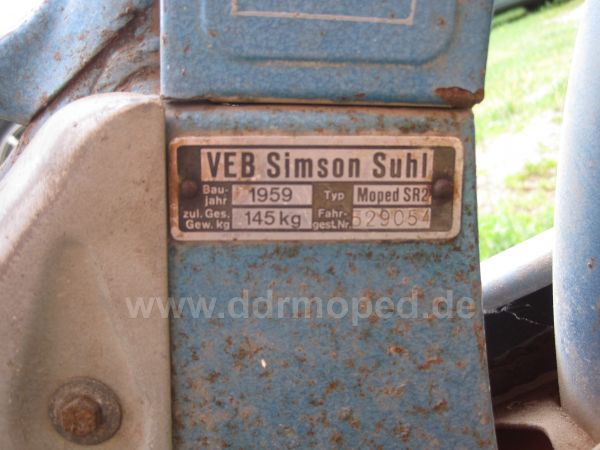 VEB Simson Suhl
Bau-
jahr 1959 Typ Moped SR2
zul. Ges. 
Gew. kg 145 kg Fahr-
gest.Nr. 529054
www.ddrmoped.de